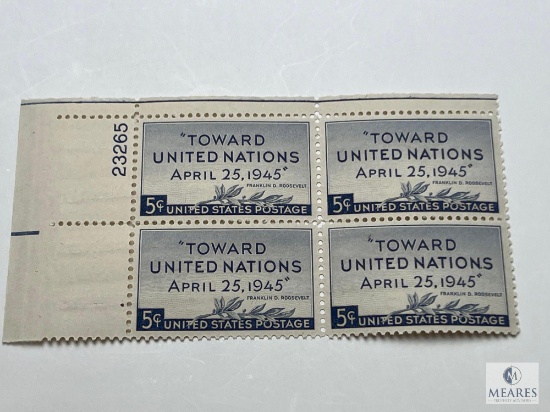 23265
"TOWARD
UNITED NATIONS
APRIL 25, 1945"
FRANKLIN D. ROOSEVELT
5¢ UNITED STATES POSTAGE
"TOWARD
UNITED NATIONS
APRIL 25, 1945"
FRANKLIN D. ROOSEVELT
5¢ UNITED STATES POSTAGE
"TOWARD
UNITED NATIONS
APRIL 25, 1945"
FRANKLIN D. ROOSEVELT
5¢ UNITED STATES POSTAGE
"TOWARD
UNITED NATIONS
APRIL 25, 1945"
FRANKLIN D. ROOSEVELT
5¢ UNITED STATES POSTAGE
M
MEARES